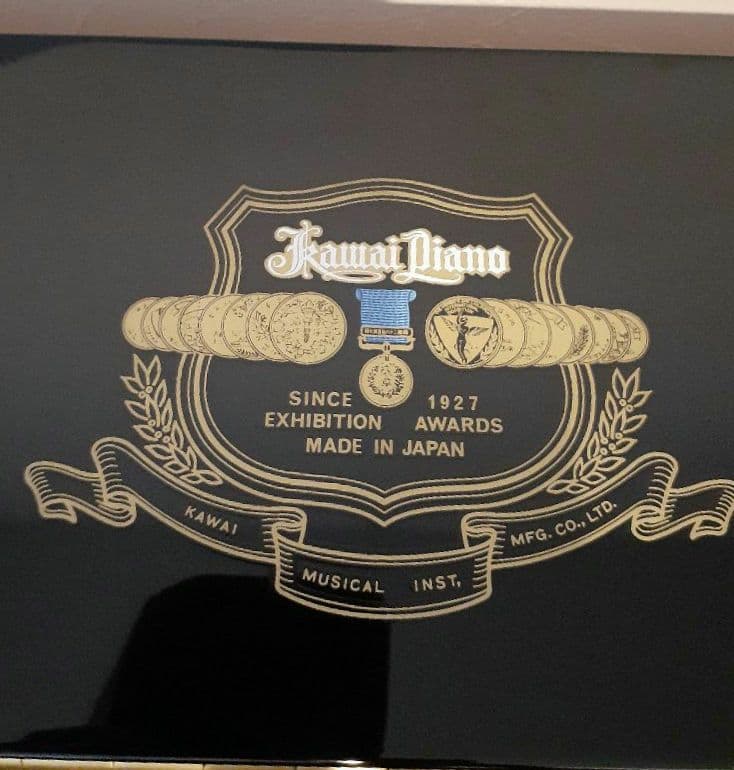 Kawai Piano
SINCE 1927
EXHIBITION AWARDS
MADE IN JAPAN
KAWAI MUSICAL INST, MFG. CO., LTD.